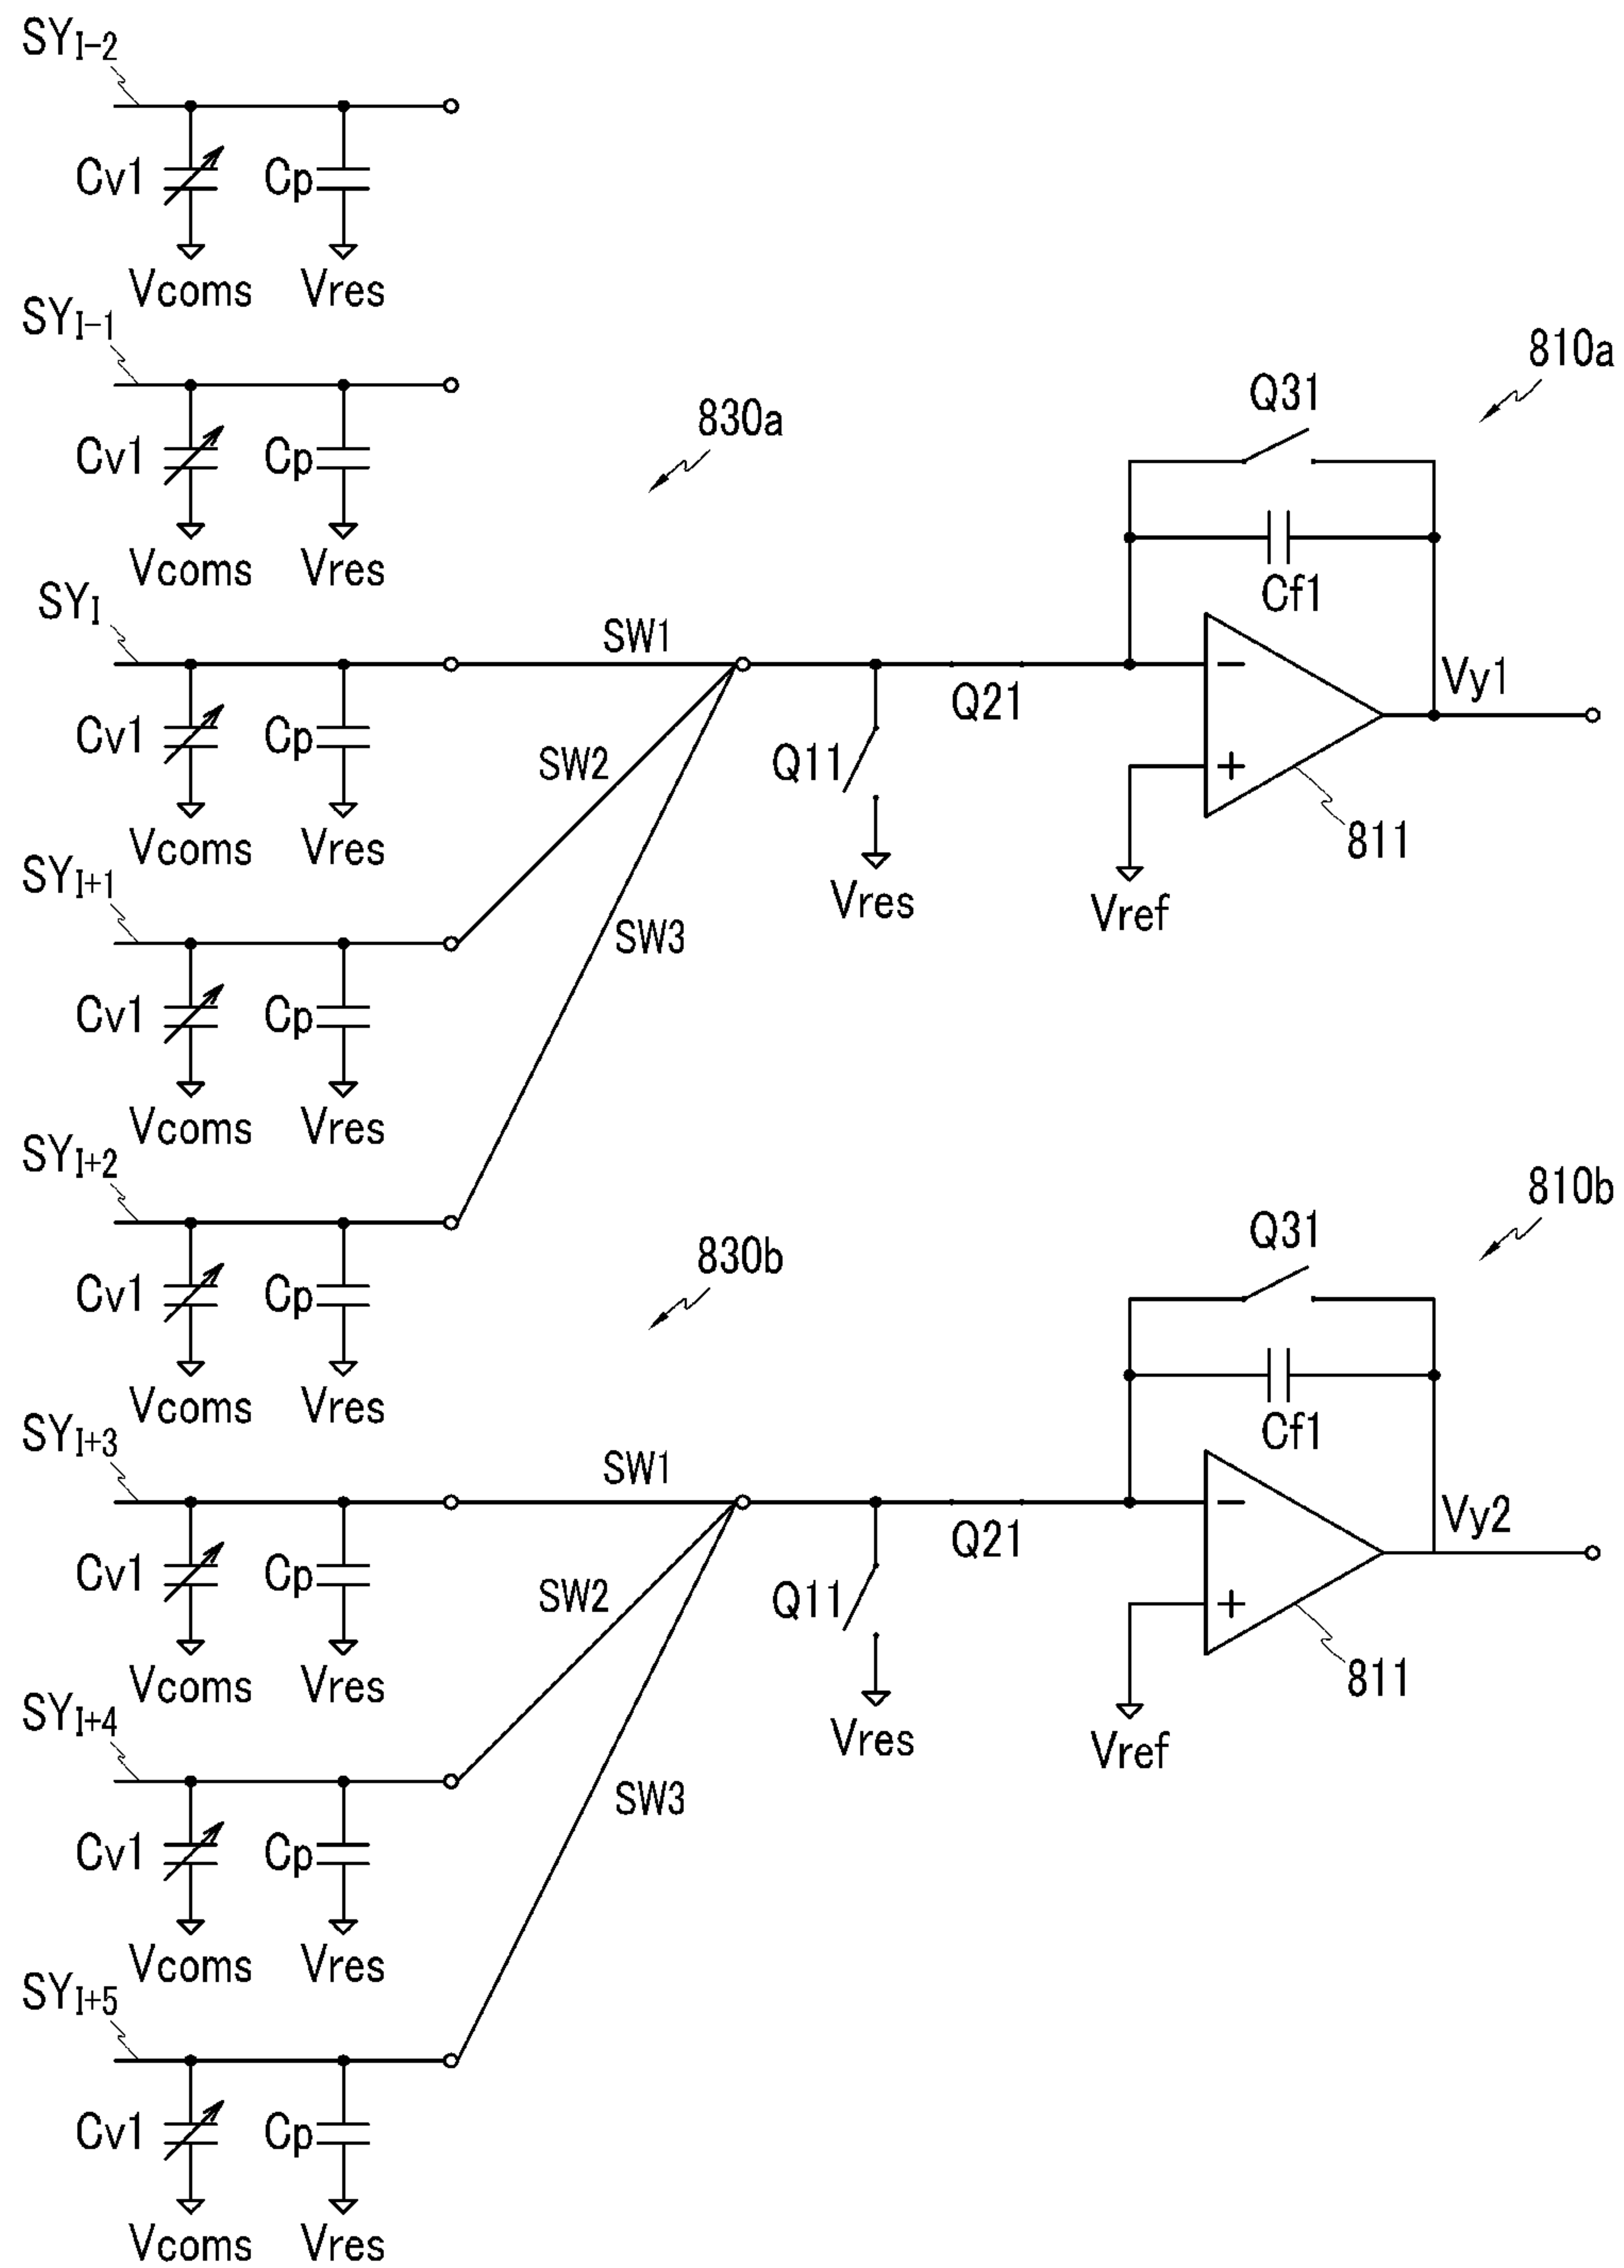 SYI-2
Cv1 Cp
Vcoms Vres
SYI-1
810a
Q31
830a
Cv1 Cp
Vcoms Vres
Cf1
SYI
SW1
Vy1
Q21
Cv1 Cp
SW2
Q11
811
Vcoms Vres
SYI+1
Vres
Vref
SW3
Cv1 Cp
Vcoms Vres
SYI+2
810b
Q31
830b
Cv1 Cp
Vcoms Vres
Cf1
SYI+3
SW1
Vy2
Q21
Cv1 Cp
SW2
Q11
811
Vcoms Vres
SYI+4
Vres
Vref
SW3
Cv1 Cp
Vcoms Vres
SYI+5
Cv1 Cp
Vcoms Vres